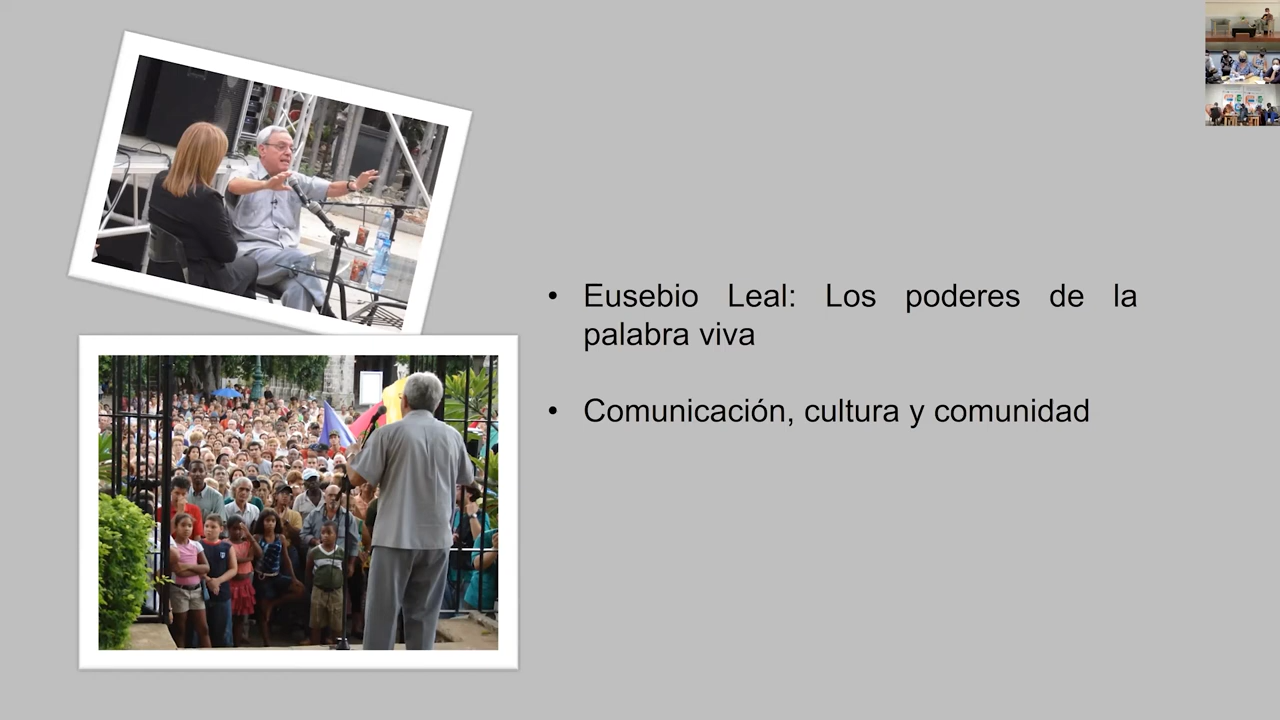 • Eusebio Leal: Los poderes de la
palabra viva
• Comunicación, cultura y comunidad